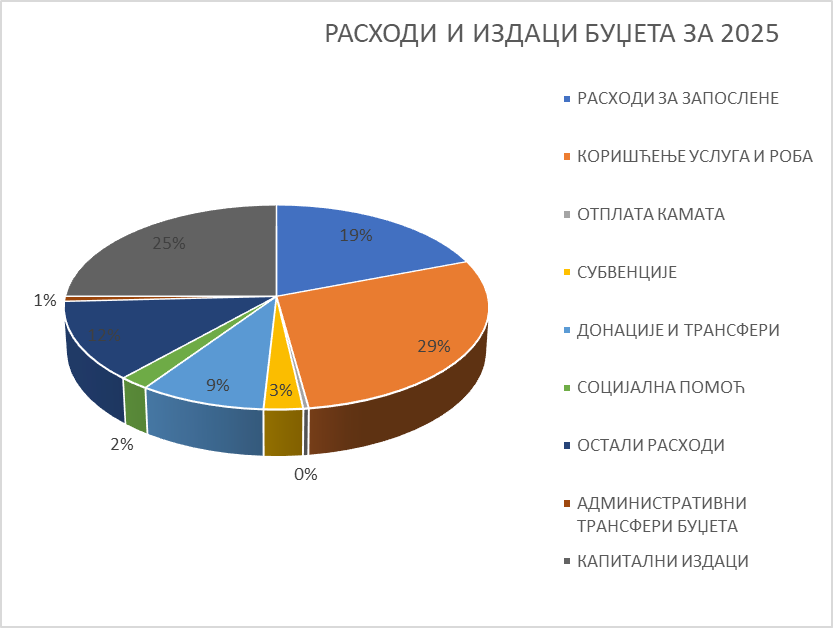 РАСХОДИ И ИЗДАЦИ БУЏЕТА ЗА 2025
РАСХОДИ ЗА ЗАПОСЛЕНЕ
КОРИШЋЕЊЕ УСЛУГА И РОБА
ОТПЛАТА КАМАТА
СУБВЕНЦИЈЕ
ДОНАЦИЈЕ И ТРАНСФЕРИ
СОЦИЈАЛНА ПОМОЋ
ОСТАЛИ РАСХОДИ
АДМИНИСТРАТИВНИ
ТРАНСФЕРИ БУЏЕТА
КАПИТАЛНИ ИЗДАЦИ
19%
29%
0%
3%
9%
2%
12%
1%
25%